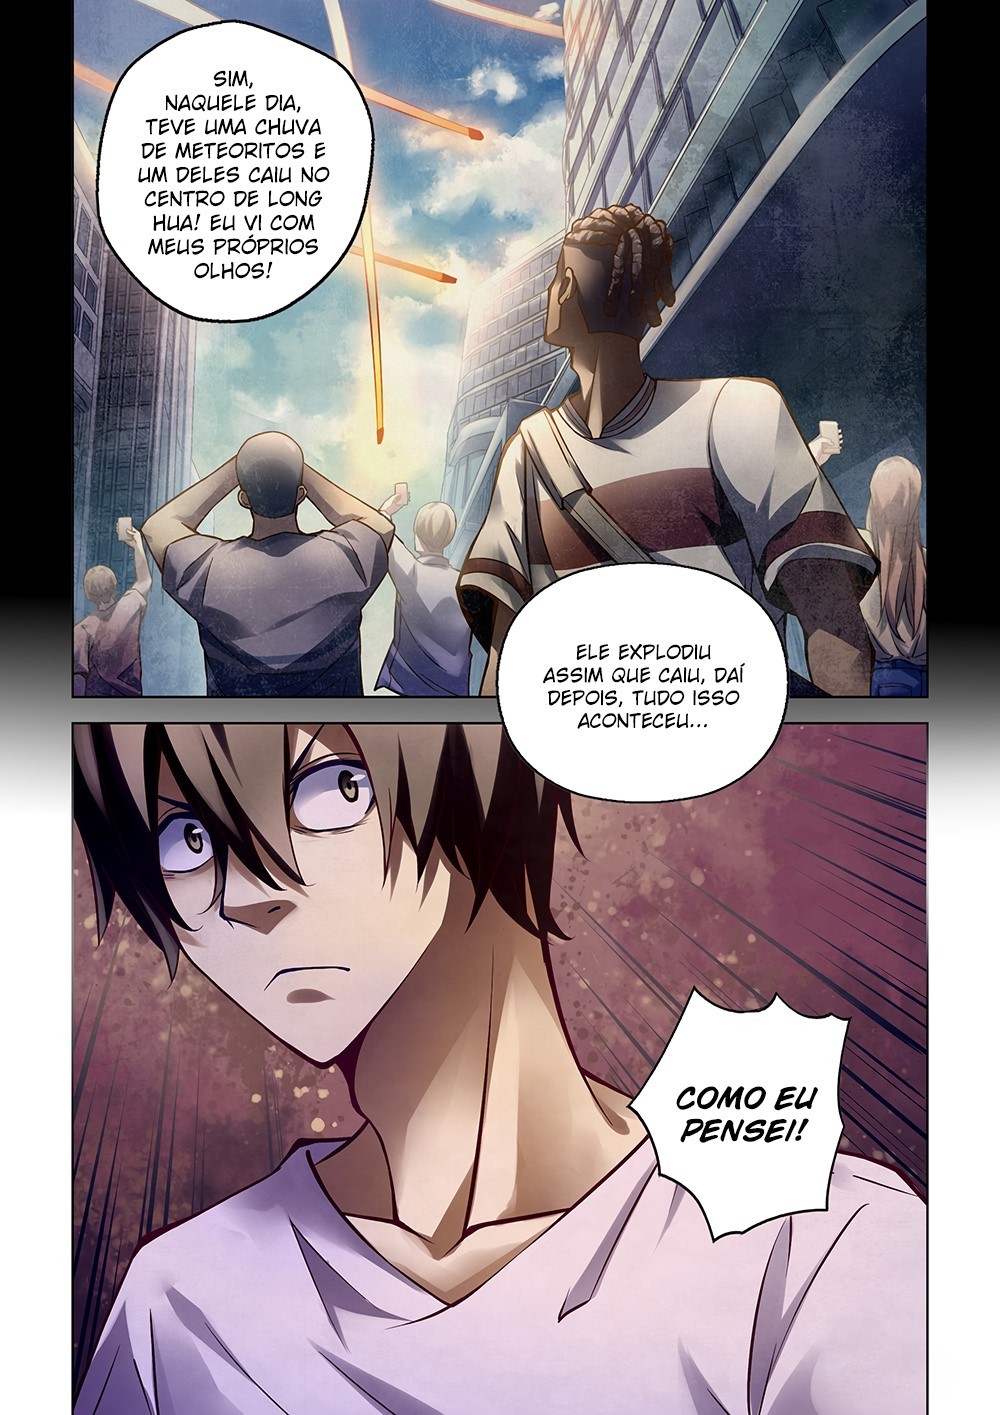 SIM,
NAQUELE DIA,
TEVE UMA CHUVA
DE METEORITOS E
UM DELES CAIU NO
CENTRO DE LONG
HUA! EU VI COM
MEUS PRÓPRIOS
OLHOS!
ELE EXPLODIU
ASSIM QUE CAIU, DAÍ
DEPOIS, TUDO ISSO
ACONTECEU...
COMO EU
PENSEI!